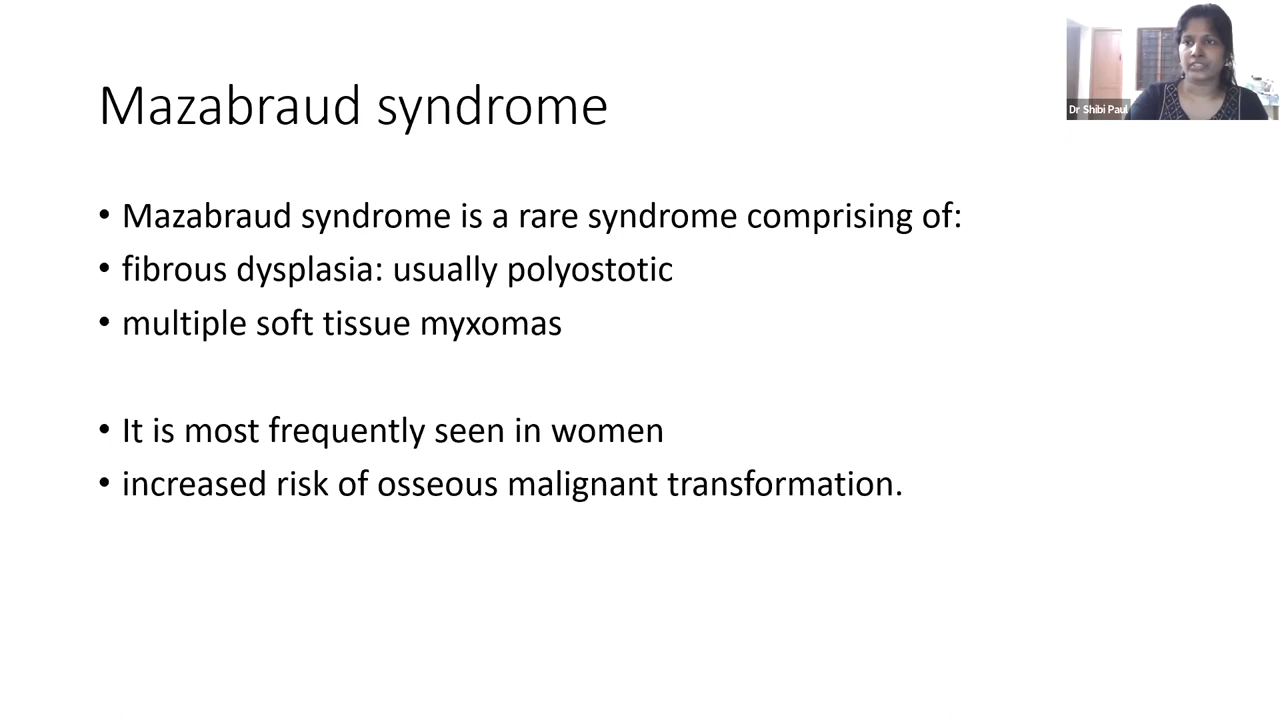 Mazabraud syndrome
Dr Shibi Paul
• Mazabraud syndrome is a rare syndrome comprising of:
• fibrous dysplasia: usually polyostotic
• multiple soft tissue myxomas
• It is most frequently seen in women
• increased risk of osseous malignant transformation.